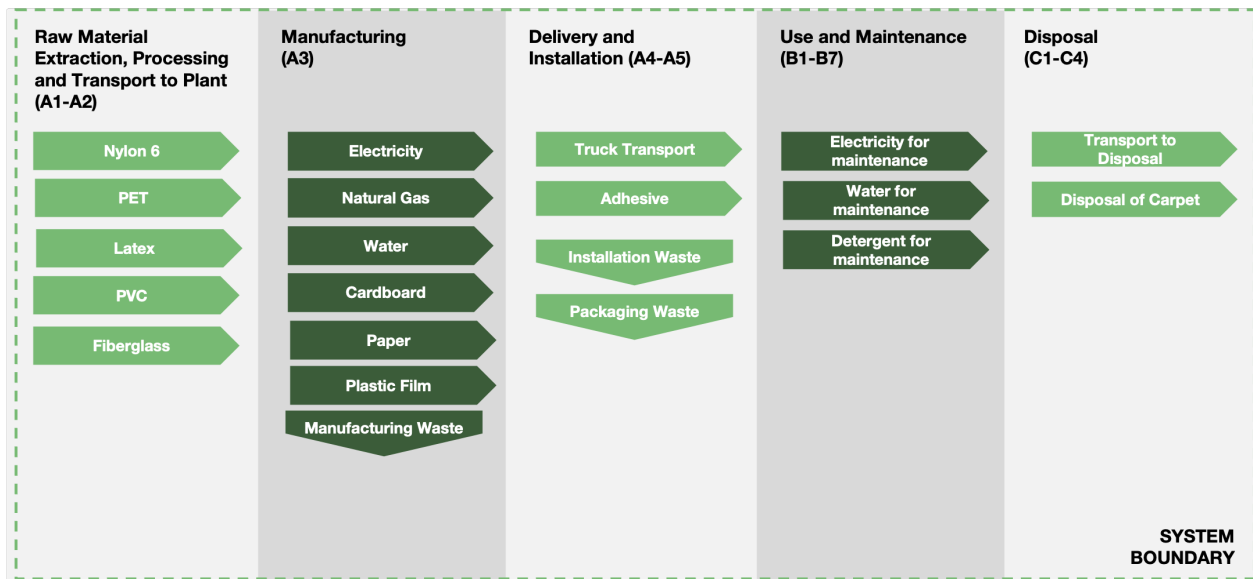 Raw Material
Extraction, Processing
and Transport to Plant
(A1-A2)
Nylon 6
PET
Latex
PVC
Fiberglass
Manufacturing
(A3)
Electricity
Natural Gas
Water
Cardboard
Paper
Plastic Film
Manufacturing Waste
Delivery and
Installation (A4-A5)
Truck Transport
Adhesive
Installation Waste
Packaging Waste
Use and Maintenance
(B1-B7)
Electricity for
maintenance
Water for
maintenance
Detergent for
maintenance
Disposal
(C1-C4)
Transport to
Disposal
Disposal of Carpet
SYSTEM
BOUNDARY